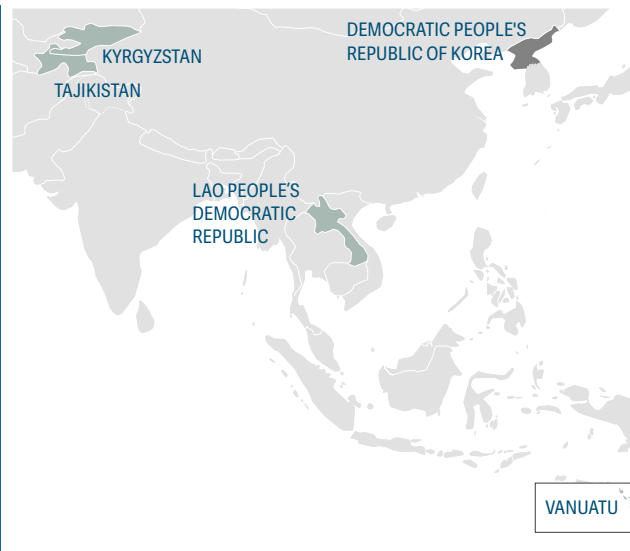 DEMOCRATIC PEOPLE'S
REPUBLIC OF KOREA
KYRGYZSTAN
TAJIKISTAN
LAO PEOPLE’S
DEMOCRATIC
REPUBLIC
VANUATU